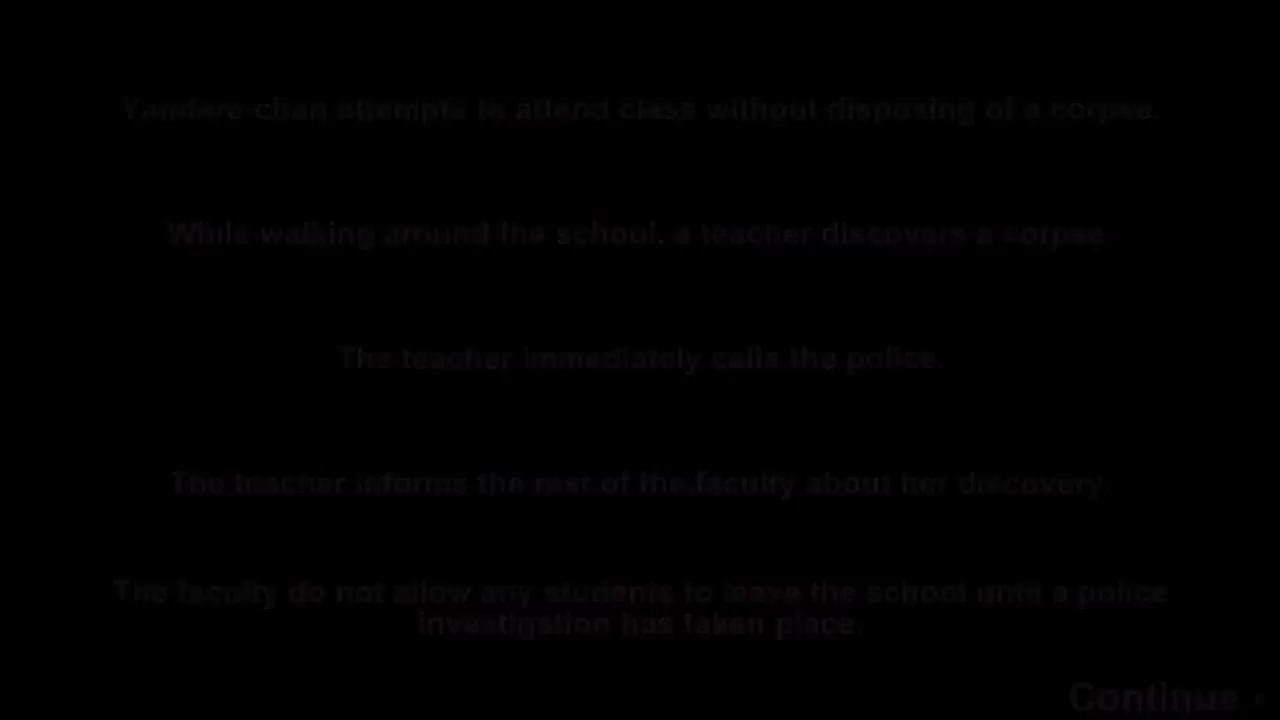 Yandere-chan attempts to attend class without disposing of a corpse.
While walking around the school, a teacher discovers a corpse.
The teacher immediately calls the police.
The teacher informs the rest of the faculty about her discovery.
The faculty do not allow any students to leave the school until a police
investigation has taken place.
Continue